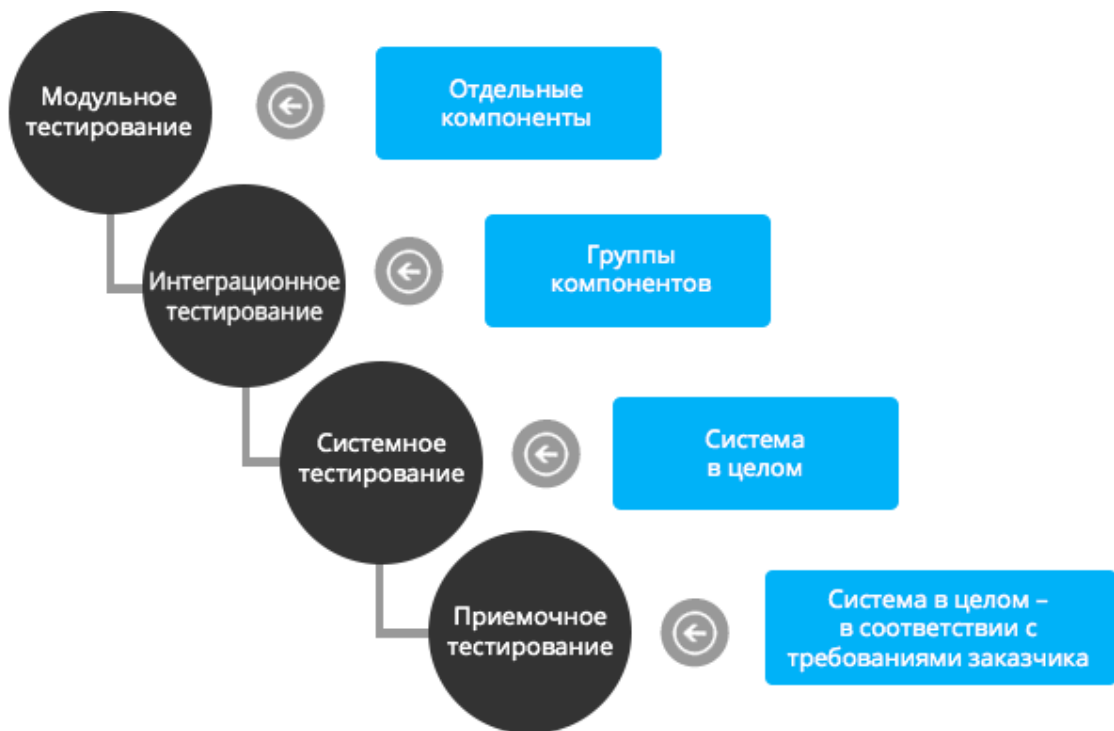 Модульное
тестирование
Отдельные
компоненты
Интеграционное
тестирование
Группы
компонентов
Системное
тестирование
Система
в целом
Приемочное
тестирование
Система в целом –
в соответствии с
требованиями заказчика